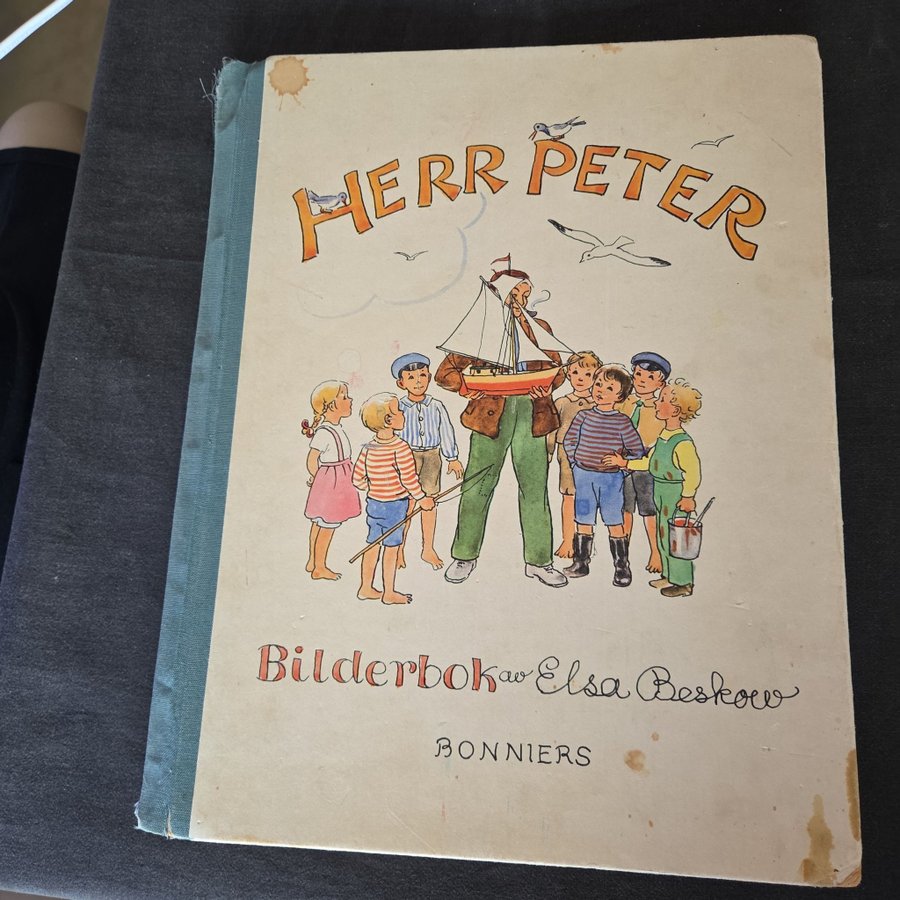 HERR PETER
Bilderbok av Elsa Beskow
BONNIERS